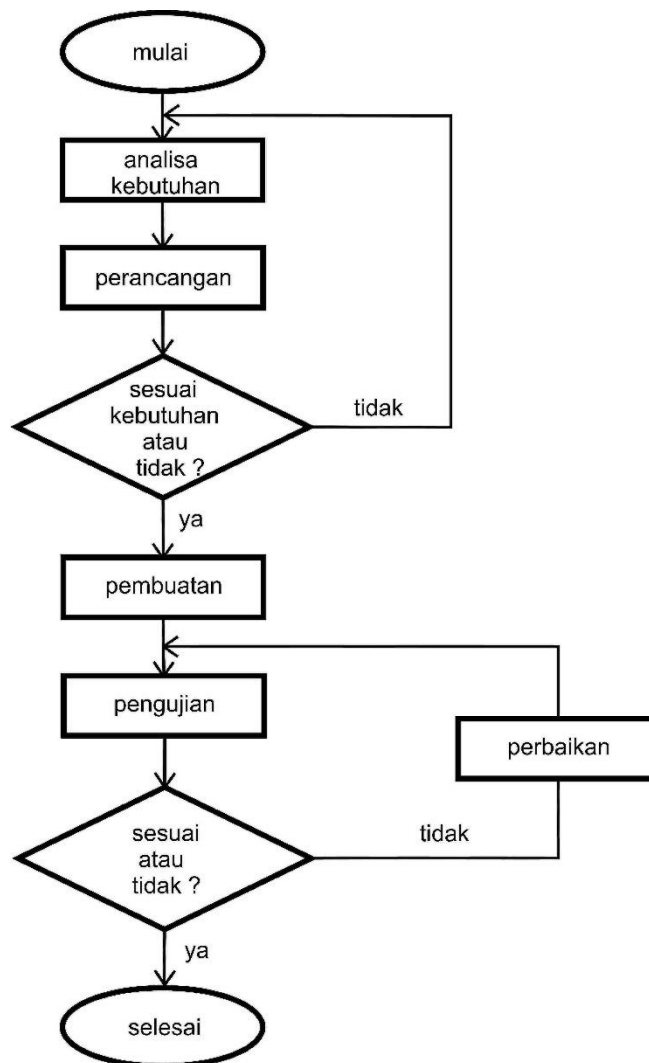 mulai
analisa
kebutuhan
perancangan
sesuai
kebutuhan
atau
tidak ?
tidak
ya
pembuatan
pengujian
perbaikan
sesuai
atau
tidak ?
tidak
ya
selesai